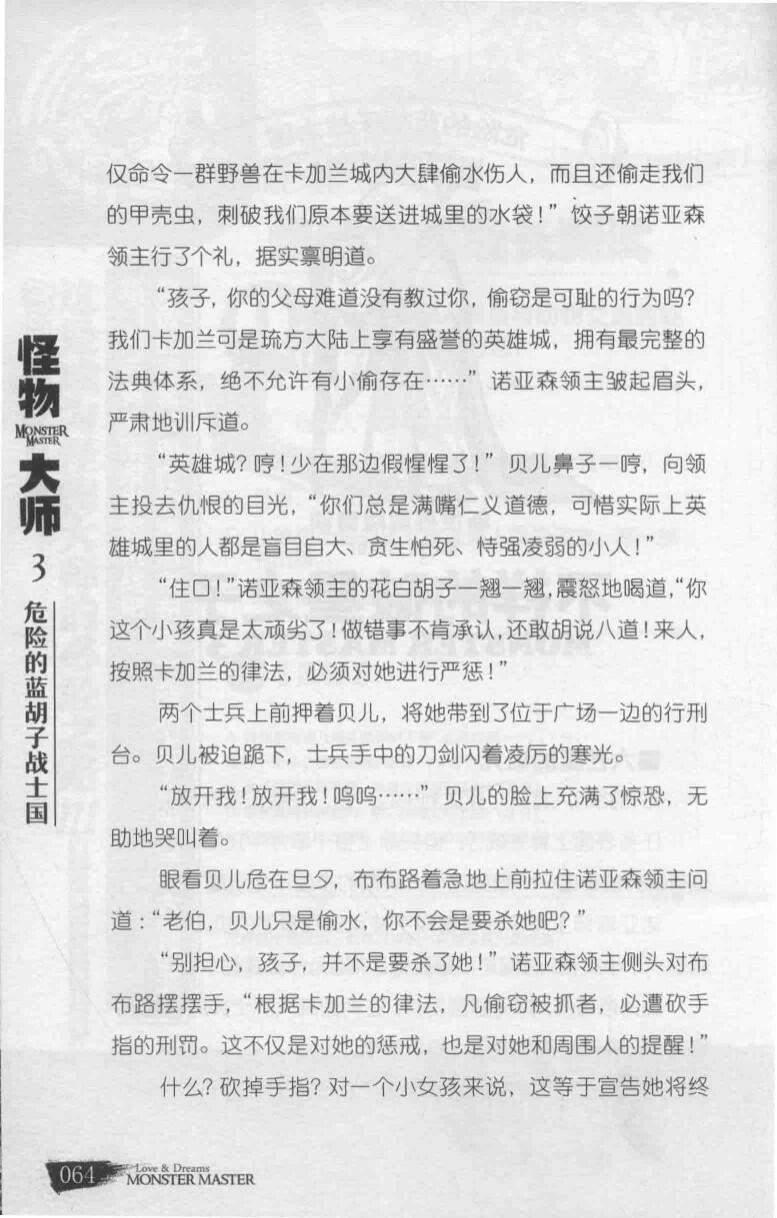 仅命令一群野兽在卡加兰城内大肆偷水伤人，而且还偷走我们
的甲壳虫，刺破我们原本要送进城里的水袋！”饺子朝诺亚森
领主行了个礼，据实禀明道。
“孩子，你的父母难道没有教过你，偷窃是可耻的行为吗？
我们卡加兰可是琉方大陆上享有盛誉的英雄城，拥有最完整的
法典体系，绝不允许有小偷存在……”诺亚森领主皱起眉头，
严肃地训斥道。
“英雄城？哼！少在那边假惺惺了！”贝儿鼻子一哼，向领
主投去仇恨的目光，“你们总是满嘴仁义道德，可惜实际上英
雄城里的人都是盲目自大、贪生怕死、恃强凌弱的小人！”
“住口！”诺亚森领主的花白胡子一翘一翘，震怒地喝道，“你
这个小孩真是太顽劣了！做错事不肯承认，还敢胡说八道！来人，
按照卡加兰的律法，必须对她进行严惩！”
两个士兵上前押着贝儿，将她带到了位于广场一边的行刑
台。贝儿被迫跪下，士兵手中的刀剑闪着凌厉的寒光。
“放开我！放开我！呜呜……”贝儿的脸上充满了惊恐，无
助地哭叫着。
眼看贝儿危在旦夕，布布路着急地上前拉住诺亚森领主问
道：“老伯，贝儿只是偷水，你不会是要杀她吧？”
“别担心，孩子，并不是要杀了她！”诺亚森领主侧头对布
布路摆摆手，“根据卡加兰的律法，凡偷窃被抓者，必遭砍手
指的刑罚。这不仅是对她的惩戒，也是对她和周围人的提醒！”
什么？砍掉手指？对一个小女孩来说，这等于宣告她将终
怪物
MONSTER
MASTER
大师
3
危险的蓝胡子战士国
064
Love & Dreams
MONSTER MASTER